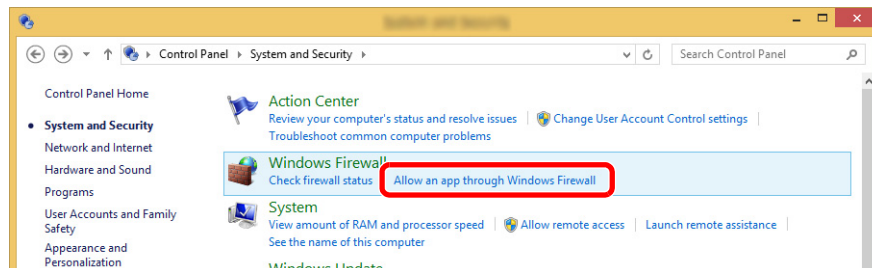 Control Panel ▸ System and Security ▸
Search Control Panel
Control Panel Home
System and Security
Network and Internet
Hardware and Sound
Programs
User Accounts and Family
Safety
Appearance and
Personalization
Action Center
Review your computer's status and resolve issues
Change User Account Control settings
Troubleshoot common computer problems
Windows Firewall
Check firewall status
Allow an app through Windows Firewall
System
View amount of RAM and processor speed
Allow remote access
Launch remote assistance
See the name of this computer
Windows Update